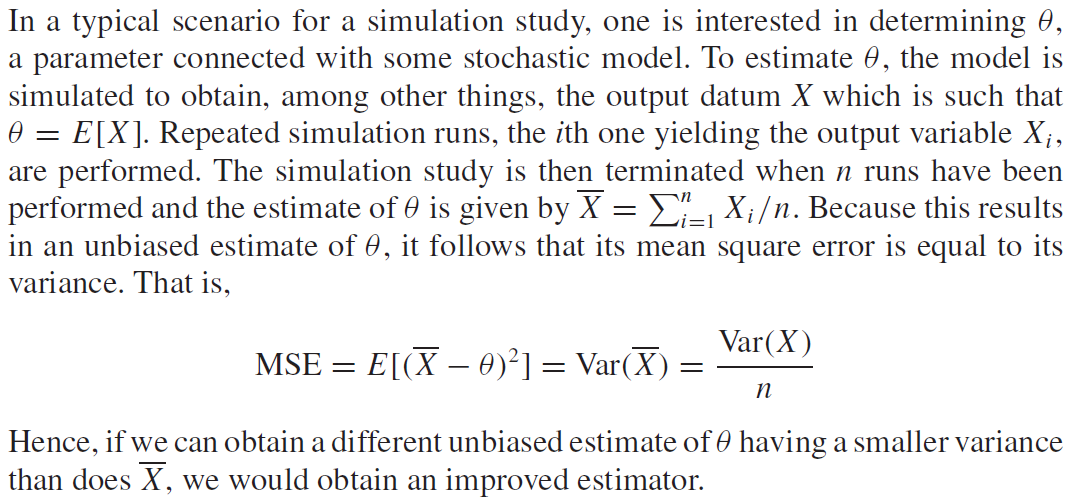 In a typical scenario for a simulation study, one is interested in determining θ,
a parameter connected with some stochastic model. To estimate θ, the model is
simulated to obtain, among other things, the output datum X which is such that
θ = E[X]. Repeated simulation runs, the ith one yielding the output variable Xᵢ,
are performed. The simulation study is then terminated when n runs have been
performed and the estimate of θ is given by X̅ = ∑ⁿᵢ₌₁ Xᵢ/n. Because this results
in an unbiased estimate of θ, it follows that its mean square error is equal to its
variance. That is,
MSE = E[(X̅ − θ)²] = Var(X̅) = Var(X)/n
Hence, if we can obtain a different unbiased estimate of θ having a smaller variance
than does X̅, we would obtain an improved estimator.